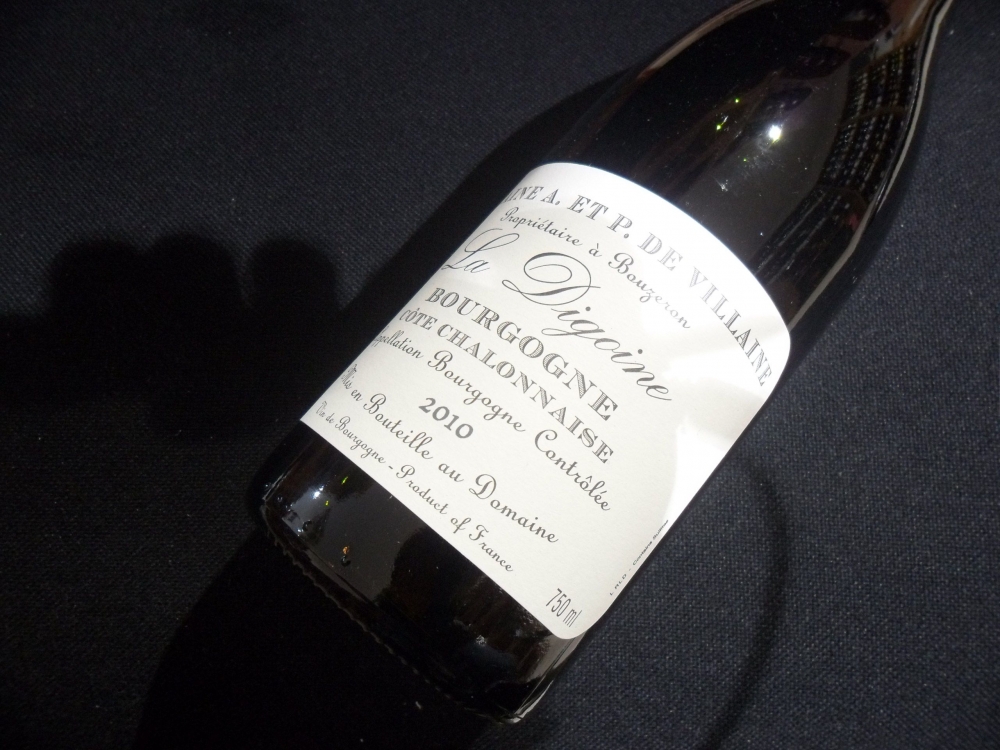 AINE A. ET P. DE VILLAINE
Propriétaire à Bouzeron
La Digoine
BOURGOGNE
CÔTE CHALONNAISE
Appellation Bourgogne Contrôlée
2010
Mis en Bouteille au Domaine
Vin de Bourgogne - Product of France
750 ml